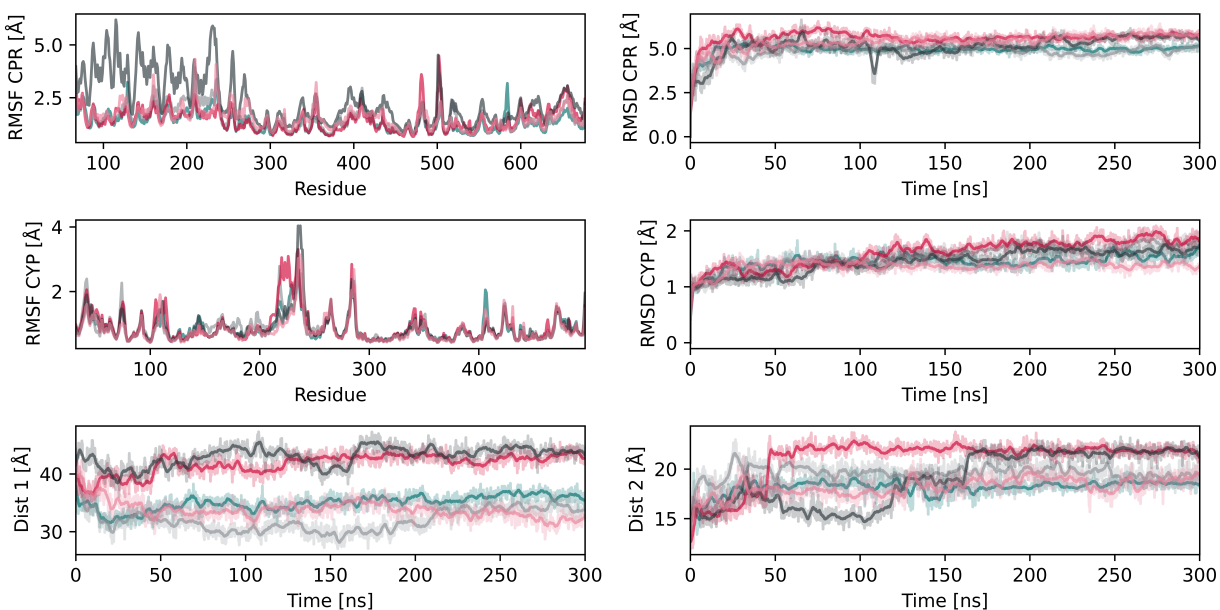 RMSF CPR [Å]
5.0
2.5
100 200 300 400 500 600
Residue
RMSD CPR [Å]
5.0
2.5
0.0
0 50 100 150 200 250 300
Time [ns]
RMSF CYP [Å]
4
2
100 200 300 400
Residue
RMSD CYP [Å]
2
1
0
0 50 100 150 200 250 300
Time [ns]
Dist 1 [Å]
40
30
0 50 100 150 200 250 300
Time [ns]
Dist 2 [Å]
20
15
0 50 100 150 200 250 300
Time [ns]